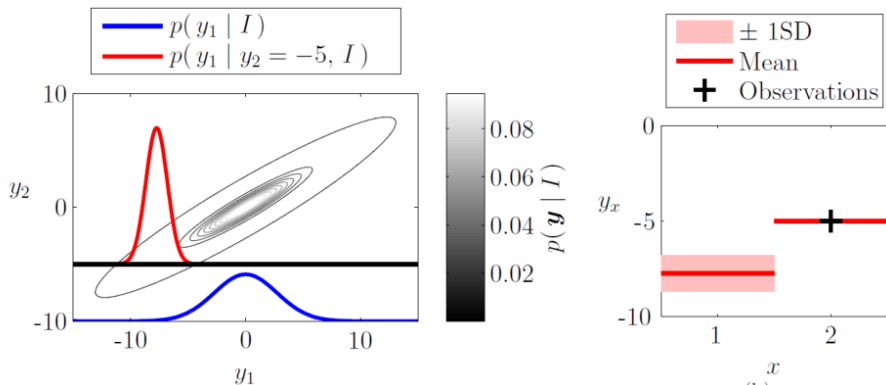 p(y₁ | I)
p(y₁ | y₂ = −5, I)
10
0
-10
y₂
-10
0
10
y₁
0.08
0.06
0.04
0.02
p(y | I)
± 1SD
Mean
Observations
0
-5
-10
yₓ
1
2
x